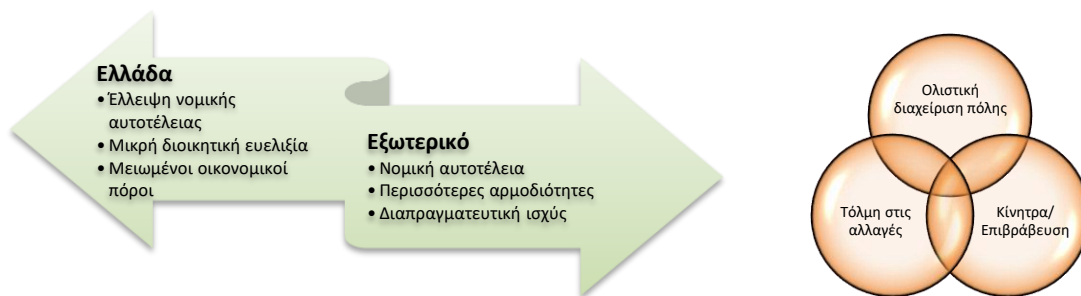 Ελλάδα
• Έλλειψη νομικής
αυτοτέλειας
• Μικρή διοικητική ευελιξία
• Μειωμένοι οικονομικοί
πόροι
Εξωτερικό
• Νομική αυτοτέλεια
• Περισσότερες αρμοδιότητες
• Διαπραγματευτική ισχύς
Ολιστική
διαχείριση πόλης
Τόλμη στις
αλλαγές
Κίνητρα/
Επιβράβευση